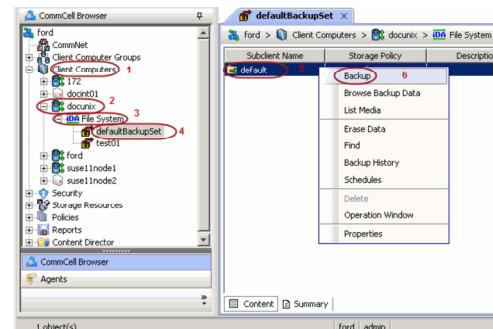 CommCell Browser
defaultBackupSet
ford
CommNet
Client Computer Groups
Client Computers 1
172
docint01
docunix 2
iDA File System 3
defaultBackupSet 4
test01
ford
suse11node1
suse11node2
Security
Storage Resources
Policies
Reports
Content Director
CommCell Browser
Agents
1 object(s)
ford > Client Computers > docunix > iDA File System
Subclient Name Storage Policy Descriptio
default 5
Backup 6
Browse Backup Data
List Media
Erase Data
Find
Backup History
Schedules
Delete
Operation Window
Properties
Content Summary
ford admin